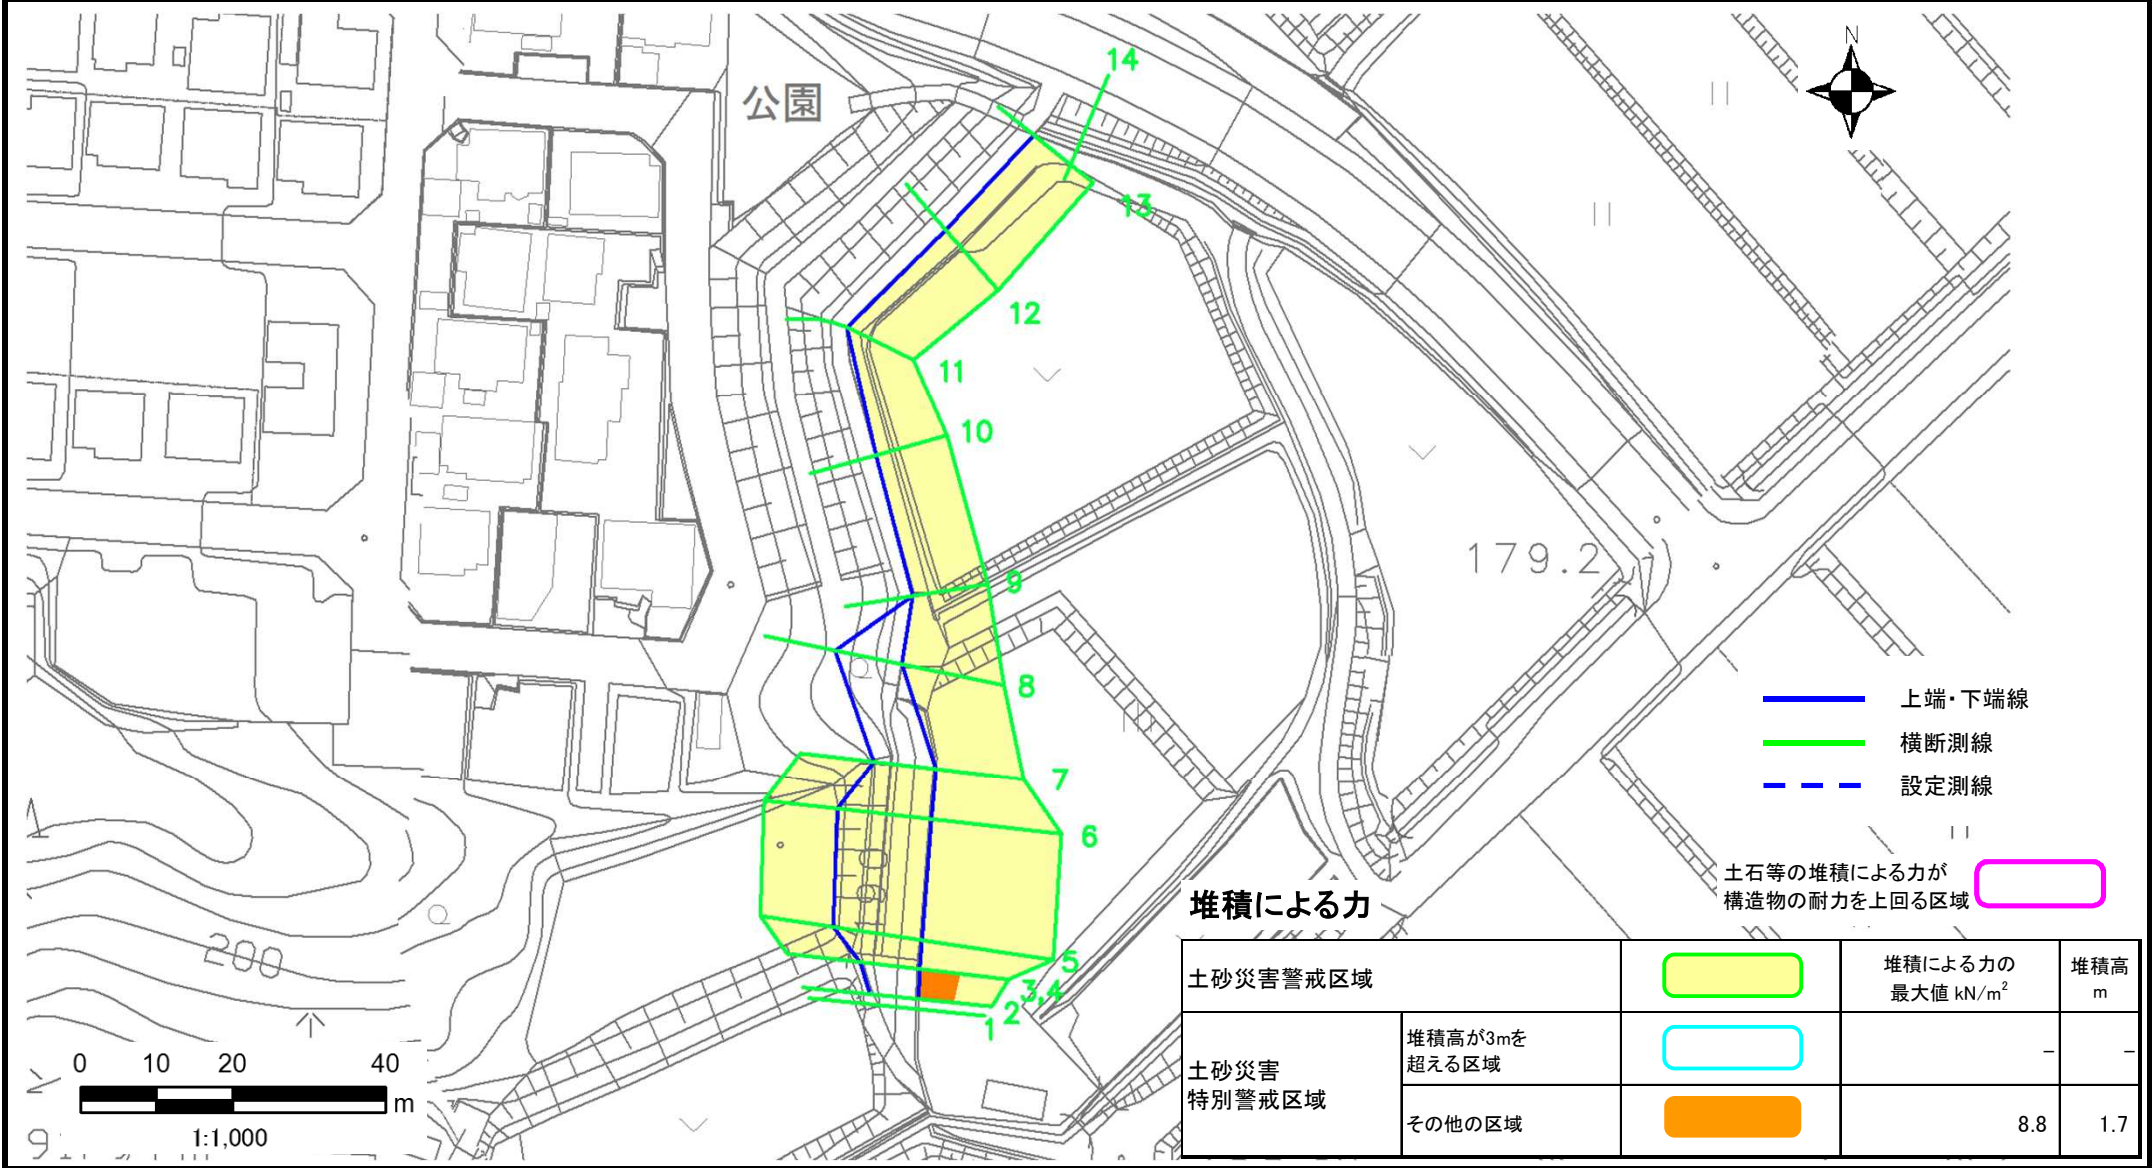 公園
N
14
13
12
11
10
9
8
7
6
5
3,4
2
1
179.2
200
上端・下端線
横断測線
設定測線
土石等の堆積による力が
構造物の耐力を上回る区域
堆積による力
土砂災害警戒区域
堆積による力の
最大値 kN/m²
堆積高
m
土砂災害
特別警戒区域
堆積高が3mを
超える区域
–
–
その他の区域
8.8
1.7
0 10 20 40
m
1:1,000